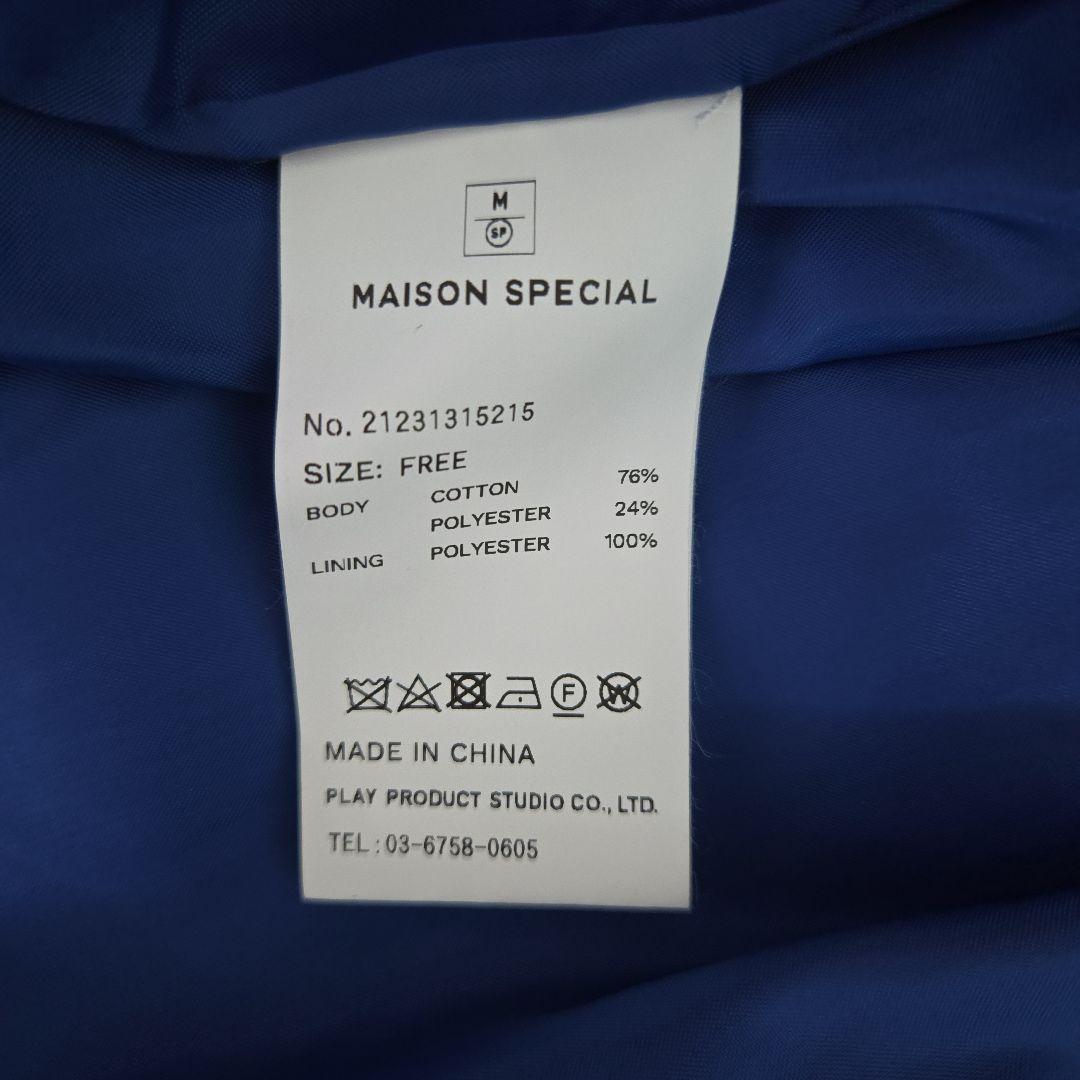 M
SP
MAISON SPECIAL
No. 21231315215
SIZE: FREE
BODY COTTON 76%
POLYESTER 24%
LINING POLYESTER 100%
F W
MADE IN CHINA
PLAY PRODUCT STUDIO CO., LTD.
TEL : 03-6758-0605